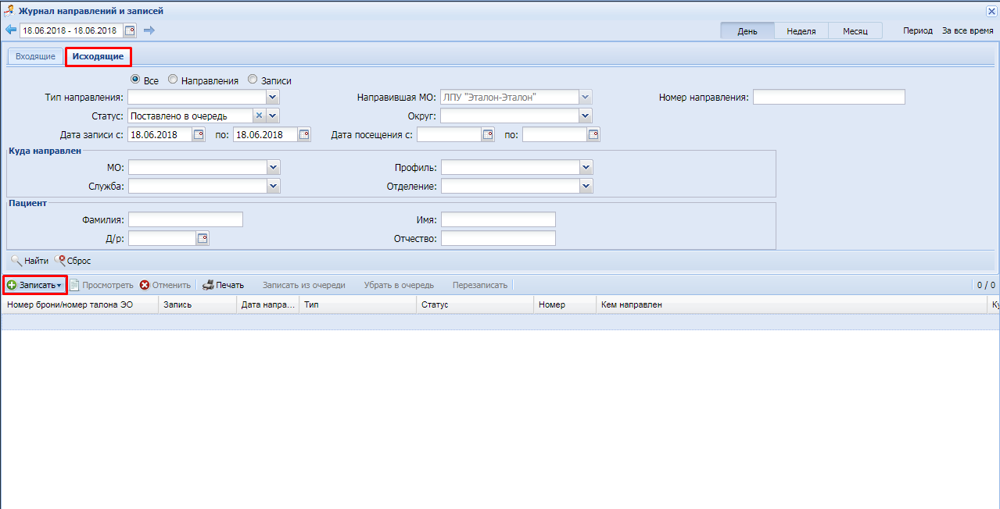 Журнал направлений и записей
18.06.2018 - 18.06.2018 День Неделя Месяц Период За все время
Входящие Исходящие
Все Направления Записи
Тип направления: Направившая МО: ЛПУ "Эталон-Эталон" Номер направления:
Статус: Поставлено в очередь Округ:
Дата записи с: 18.06.2018 по: 18.06.2018 Дата посещения с: по:
Куда направлен
МО: Профиль:
Служба: Отделение:
Пациент
Фамилия: Имя:
Д/р: Отчество:
Найти Сброс
Записать Просмотреть Отменить Печать Записать из очереди Убрать в очередь Перезаписать 0 / 0
Номер брони/номер талона ЭО Запись Дата напра... Тип Статус Номер Кем направлен